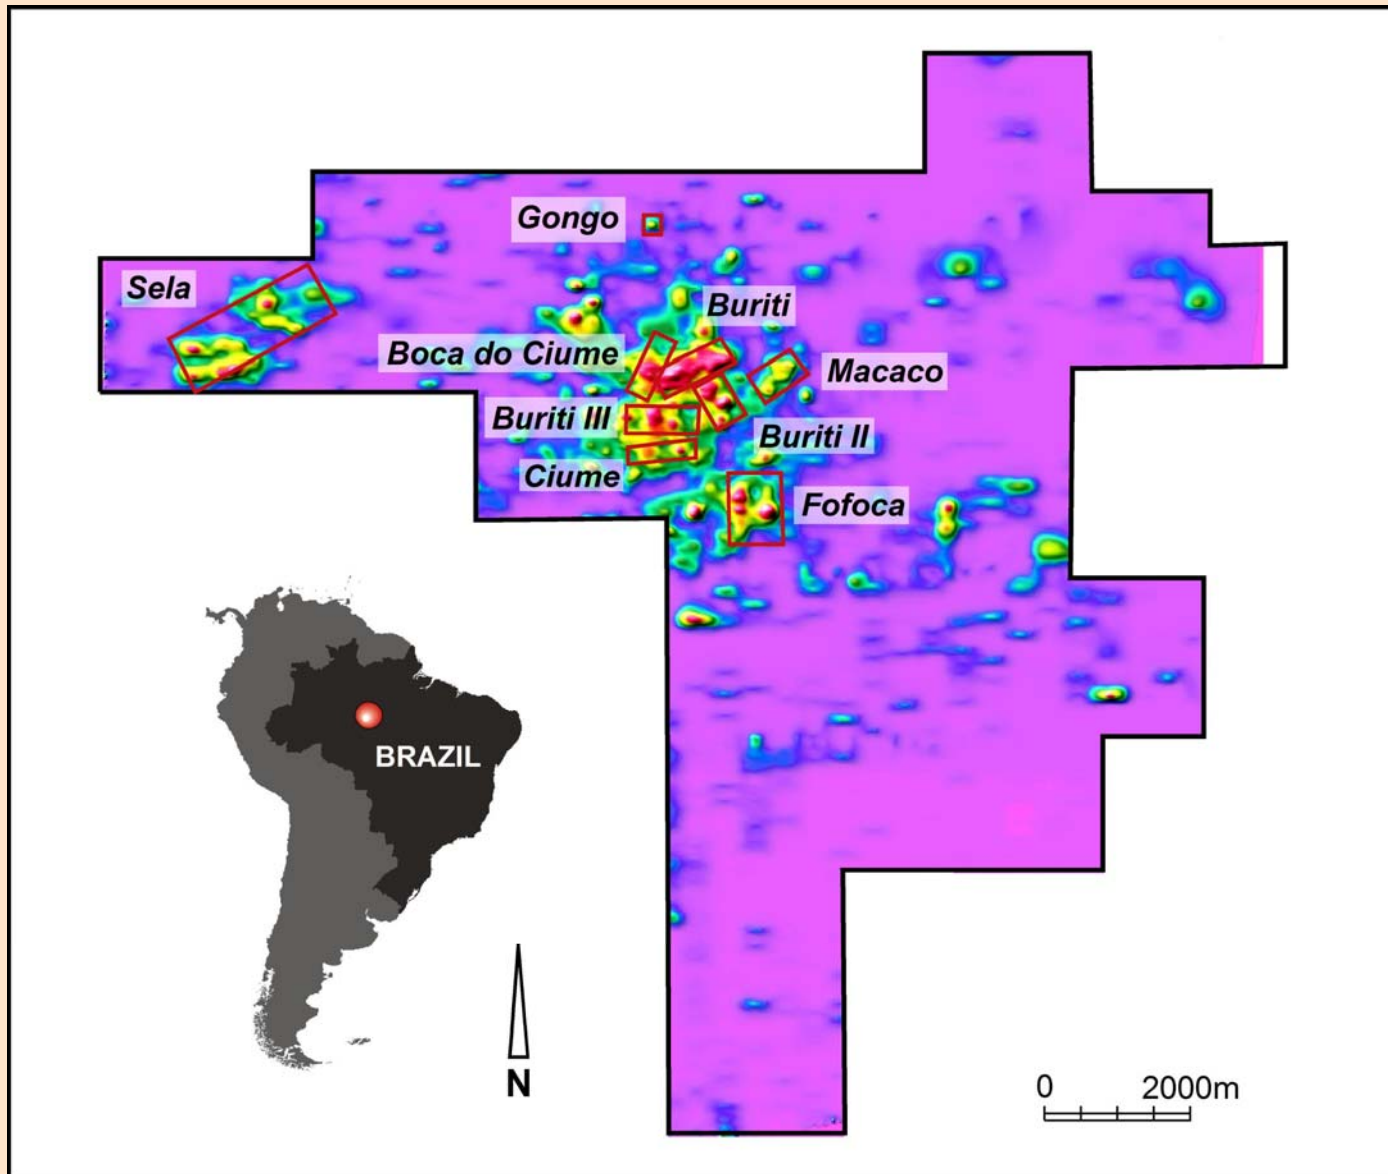 Gongo
Sela
Buriti
Boca do Ciume
Macaco
Buriti III
Buriti II
Ciume
Fofoca
BRAZIL
N
0 2000m